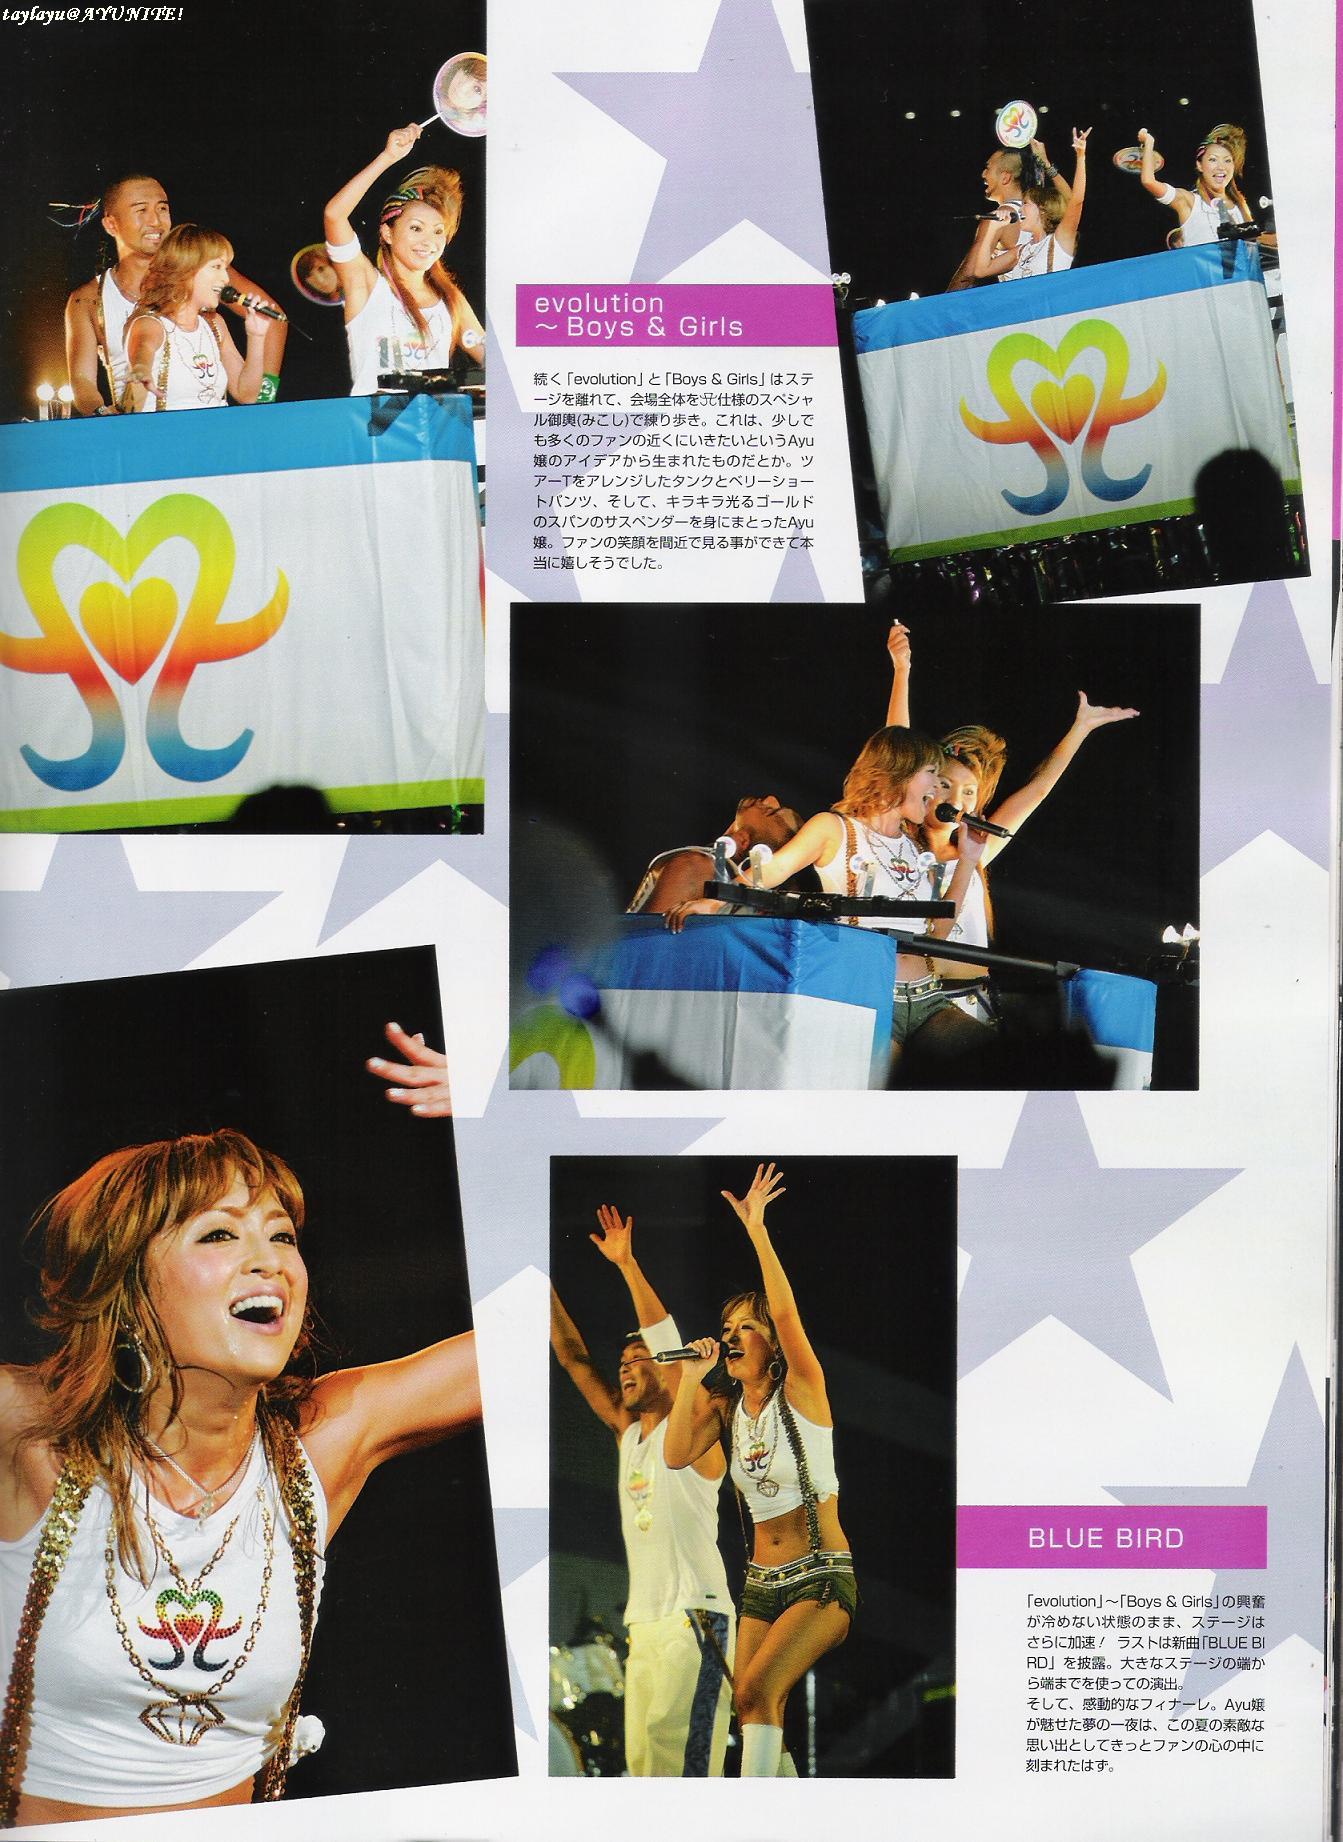 taylayu@AYUNITE!
evolution
～ Boys & Girls
続く「evolution」と「Boys & Girls」はステ
ージを離れて、会場全体を仕様のスペシャ
ル御輿(みこし)で練り歩き。これは、少しで
も多くのファンの近くにいきたいというAyu
嬢のアイデアから生まれたものだとか。ツ
アーTをアレンジしたタンクとベリーショー
トパンツ、そして、キラキラ光るゴールド
のスパンのサスペンダーを身にまとったAyu
嬢。ファンの笑顔を間近で見る事ができて本
当に嬉しそうでした。
BLUE BIRD
「evolution」～「Boys & Girls」の興奮
が冷めない状態のまま、ステージは
さらに加速！ ラストは新曲「BLUE BI
RD」を披露。大きなステージの端か
ら端までを使っての演出。
そして、感動的なフィナーレ。Ayu嬢
が魅せた夢の一夜は、この夏の素敵な
思い出としてきっとファンの心の中に
刻まれたはず。